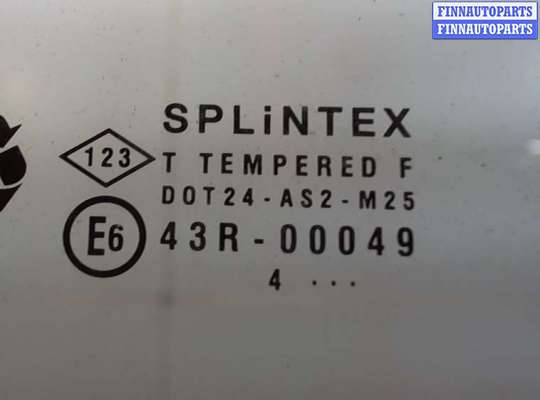 FINNAUTOPARTS
FINNAUTOPARTS
SPLiNTEX
123 T TEMPERED F
DOT24-AS2-M25
E6 43R-00049
4 ...